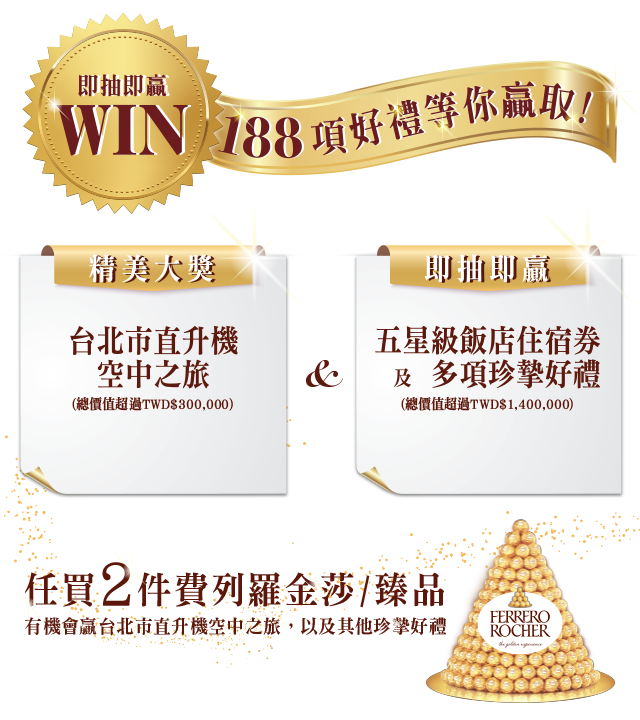 即抽即贏
WIN
188項好禮等你贏取!
精美大獎
台北市直升機
空中之旅
(總價值超過TWD$300,000)
&
即抽即贏
五星級飯店住宿券
及 多項珍摯好禮
(總價值超過TWD$1,400,000)
任買2件費列羅金莎/臻品
有機會贏台北市直升機空中之旅，以及其他珍摯好禮
FERRERO
ROCHER
the golden experience